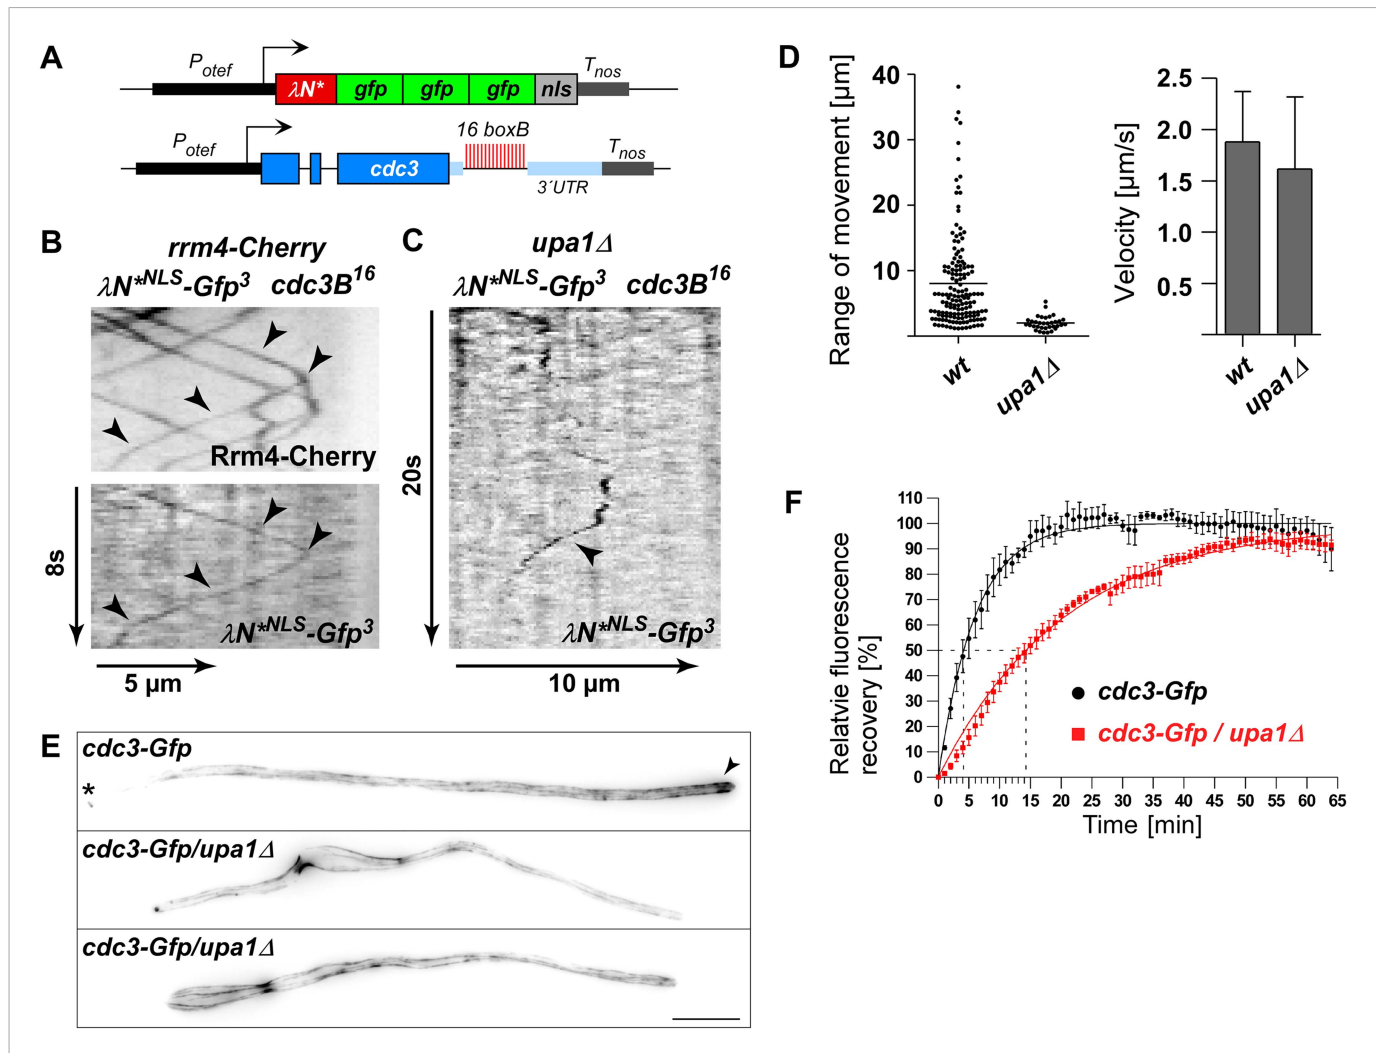 A
Potef
λN*
gfp
gfp
gfp
nls
Tnos
Potef
cdc3
16 boxB
3´UTR
Tnos
B
rrm4-Cherry
λN*NLS-Gfp3 cdc3B16
Rrm4-Cherry
8s
λN*NLS-Gfp3
5 µm
C
upa1Δ
λN*NLS-Gfp3 cdc3B16
20s
λN*NLS-Gfp3
10 µm
D
Range of movement [µm]
40
30
20
10
wt
upa1Δ
Velocity [µm/s]
2.5
2.0
1.5
1.0
0.5
wt
upa1Δ
E
cdc3-Gfp
*
cdc3-Gfp/upa1Δ
cdc3-Gfp/upa1Δ
F
Relatvie fluorescence
recovery [%]
110
100
90
80
70
60
50
40
30
20
10
0
cdc3-Gfp
cdc3-Gfp / upa1Δ
0 5 10 15 20 25 30 35 40 45 50 55 60 65
Time [min]